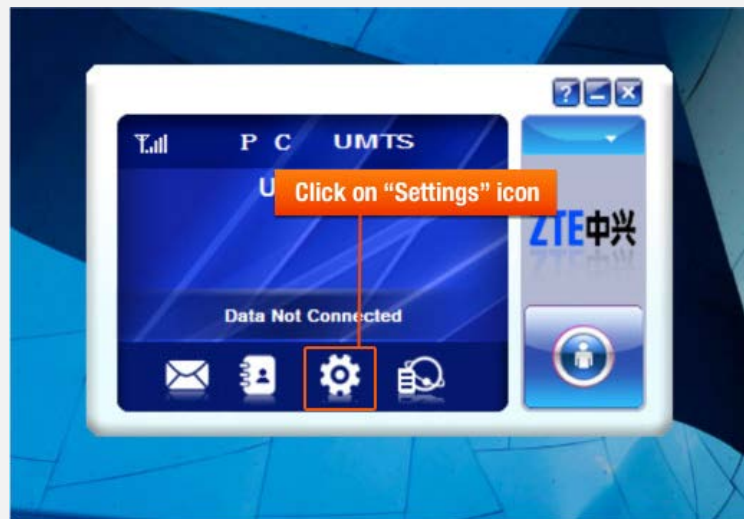 P C UMTS
U
Click on “Settings” icon
ZTE中兴
Data Not Connected